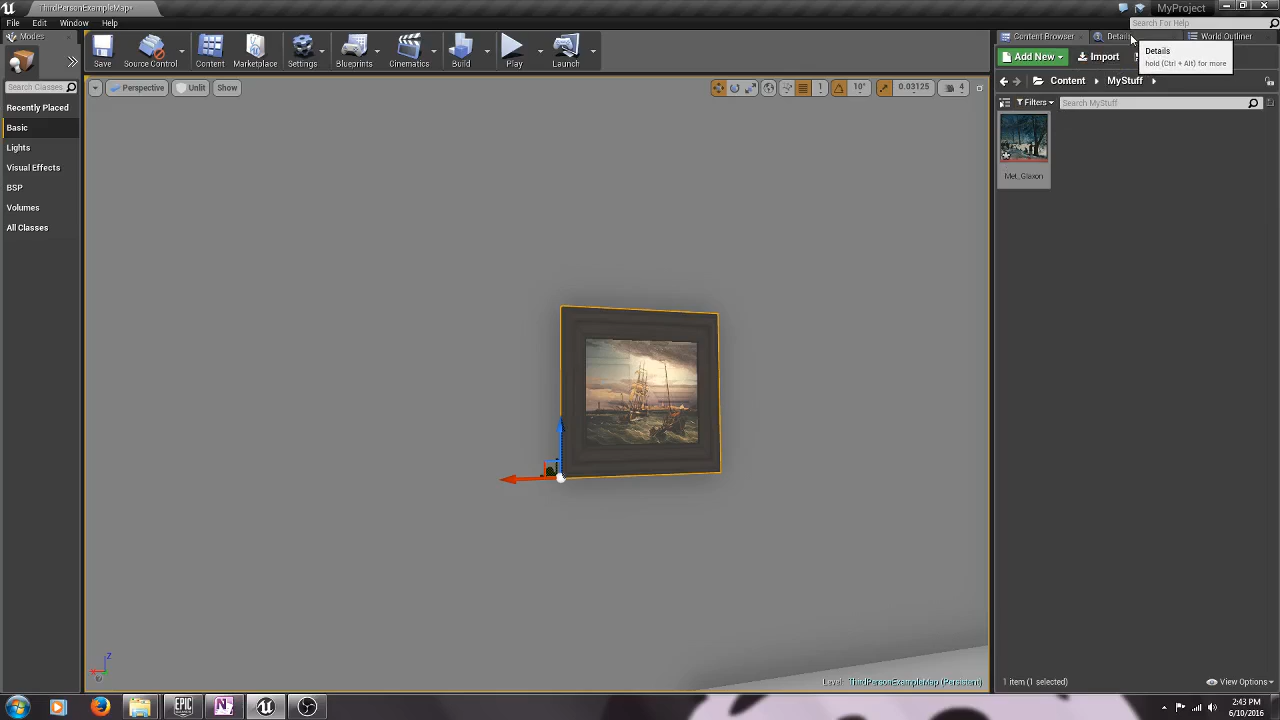 ThirdPersonExampleMap*
MyProject
File Edit Window Help
Search For Help
Modes
Save
Source Control
Content
Marketplace
Settings
Blueprints
Cinematics
Build
Play
Launch
Content Browser
Details
World Outliner
Add New
Import
Details
hold (Ctrl + Alt) for more
Content
MyStuff
Search Classes
Recently Placed
Basic
Lights
Visual Effects
BSP
Volumes
All Classes
Perspective
Unlit
Show
1
10°
0.03125
4
Filters
Search MyStuff
Met_Glaxon
Z
X
Level: ThirdPersonExampleMap (Persistent)
1 item (1 selected)
View Options
EPIC
2:43 PM
6/10/2016